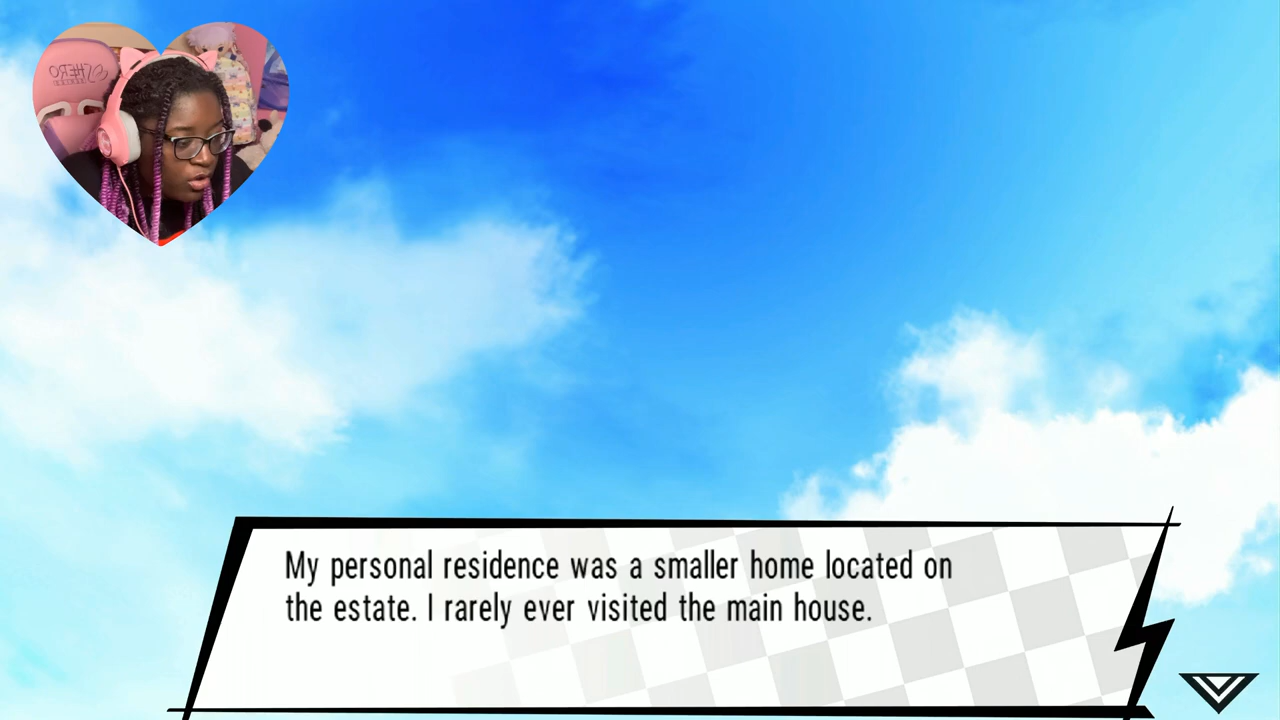 My personal residence was a smaller home located on
the estate. I rarely ever visited the main house.